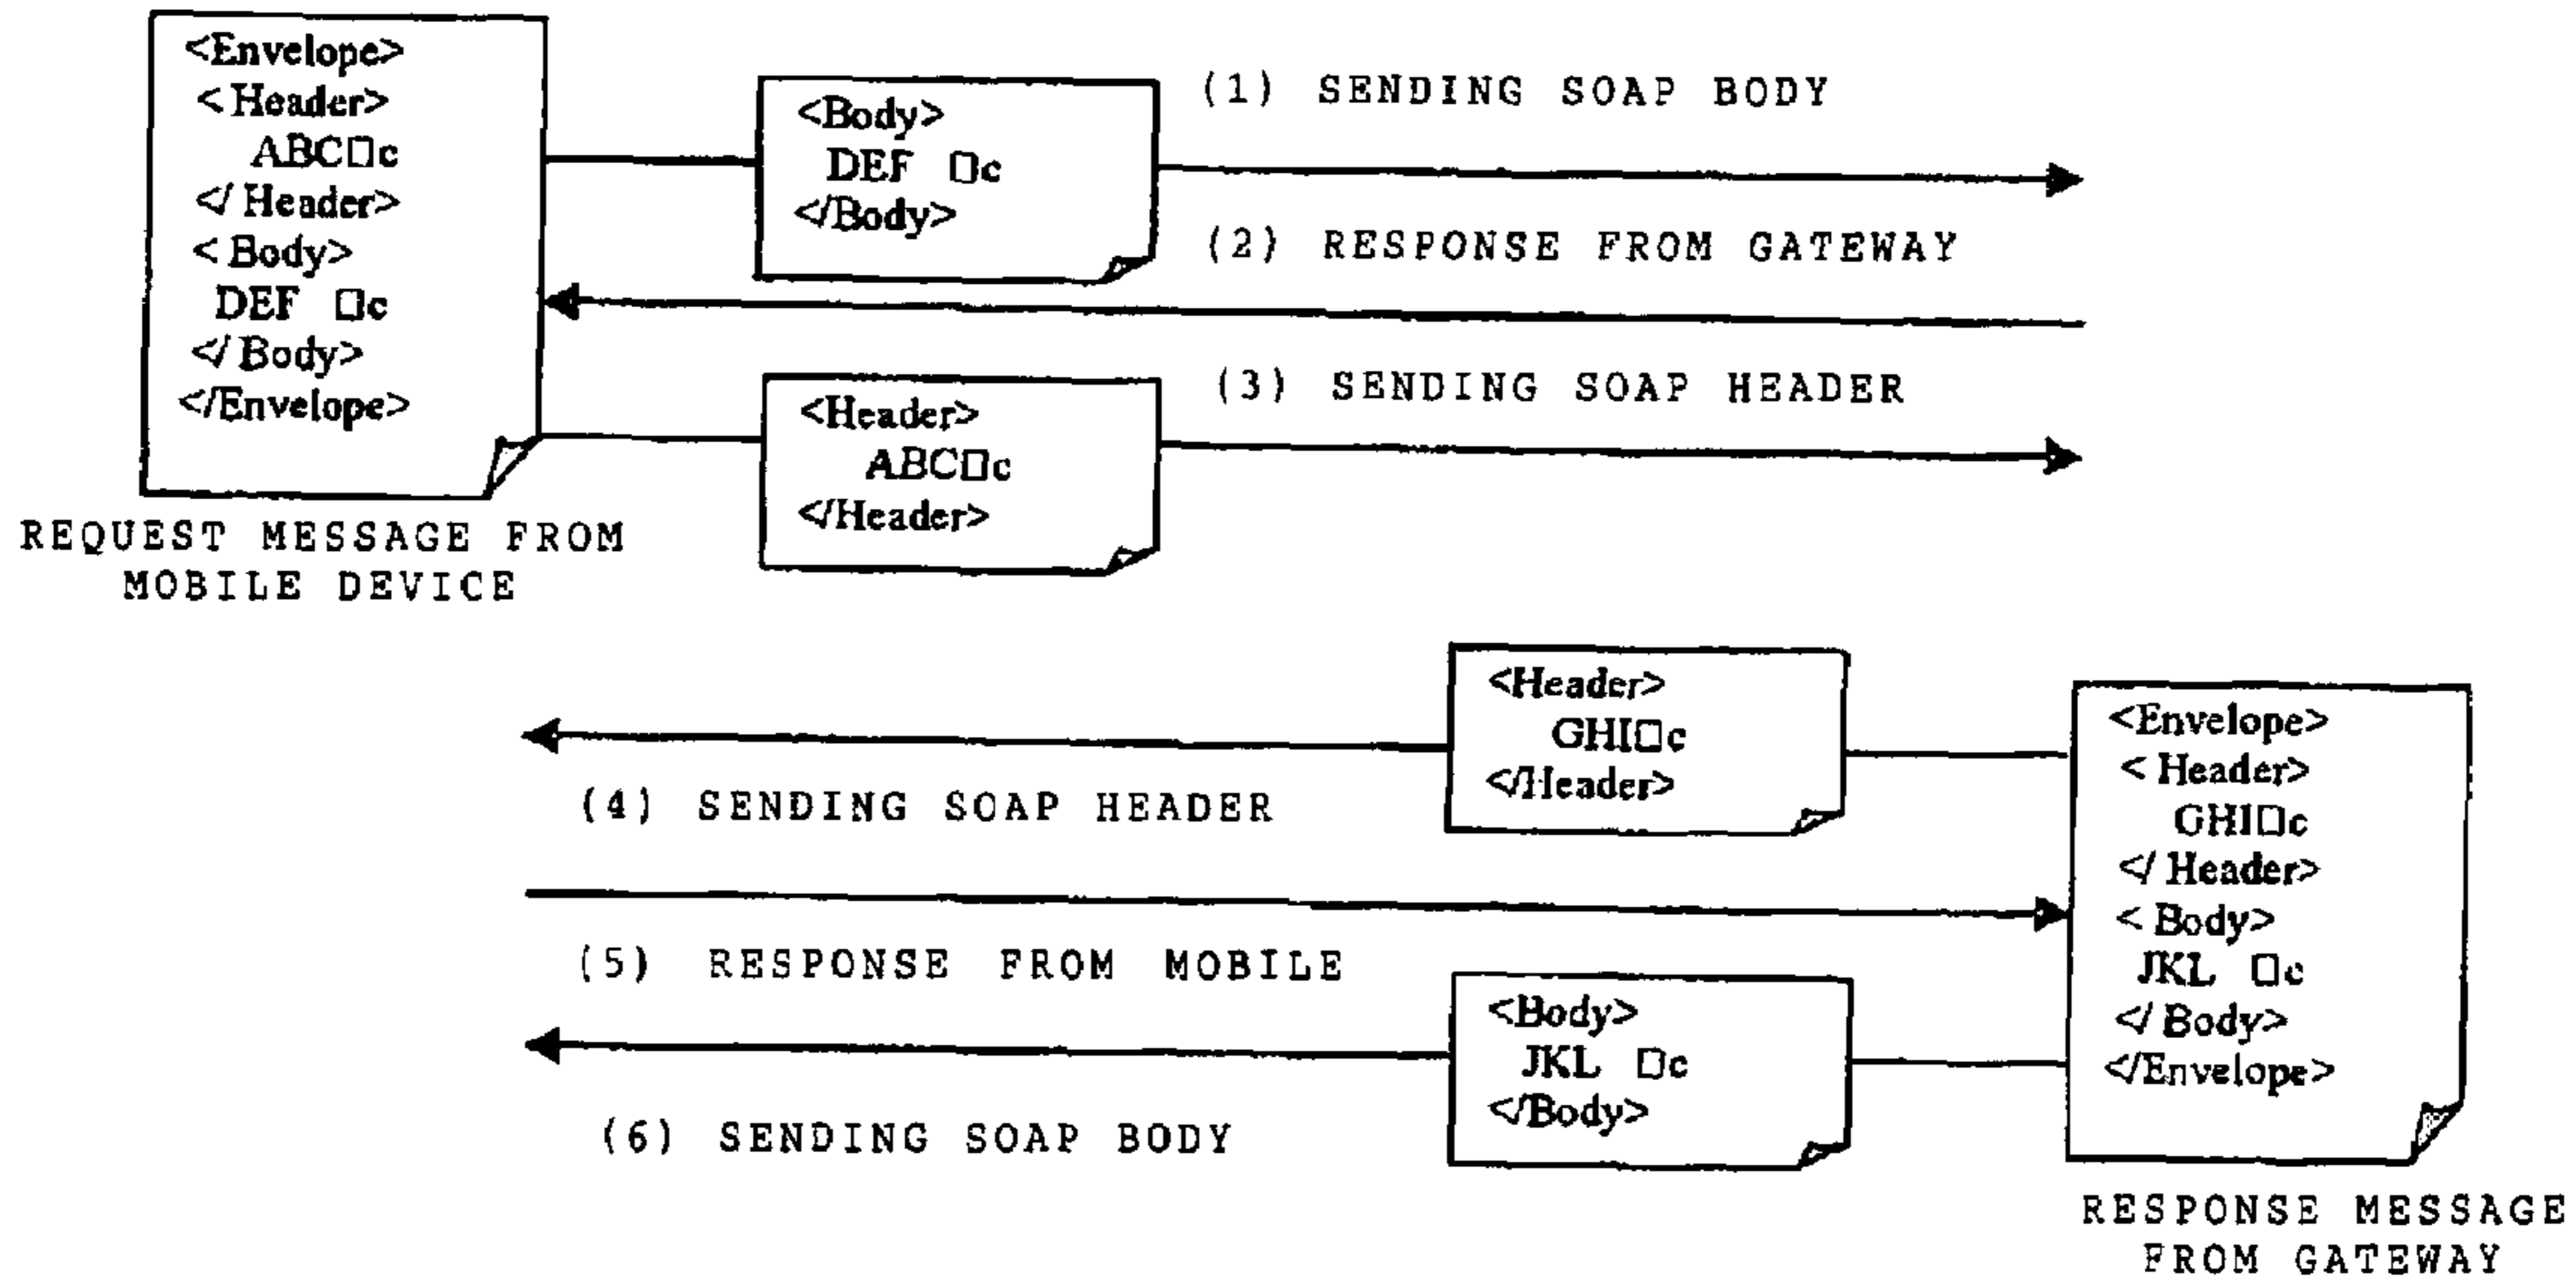 <Envelope>
< Header>
ABC□c
</ Header>
< Body>
DEF □c
</ Body>
</Envelope>
REQUEST MESSAGE FROM
MOBILE DEVICE
<Body>
DEF □c
</Body>
(1) SENDING SOAP BODY
(2) RESPONSE FROM GATEWAY
<Header>
ABC□c
</Header>
(3) SENDING SOAP HEADER
<Header>
GHI□c
</Header>
(4) SENDING SOAP HEADER
(5) RESPONSE FROM MOBILE
<Body>
JKL □c
</Body>
(6) SENDING SOAP BODY
<Envelope>
< Header>
GHI□c
</ Header>
< Body>
JKL □c
</ Body>
</Envelope>
RESPONSE MESSAGE
FROM GATEWAY